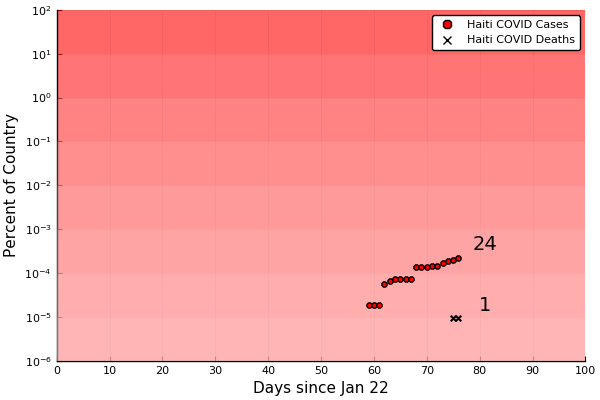 10²
Haiti COVID Cases
Haiti COVID Deaths
10¹
10⁰
10⁻¹
10⁻²
10⁻³
10⁻⁴
10⁻⁵
10⁻⁶
Percent of Country
24
1
0 10 20 30 40 50 60 70 80 90 100
Days since Jan 22